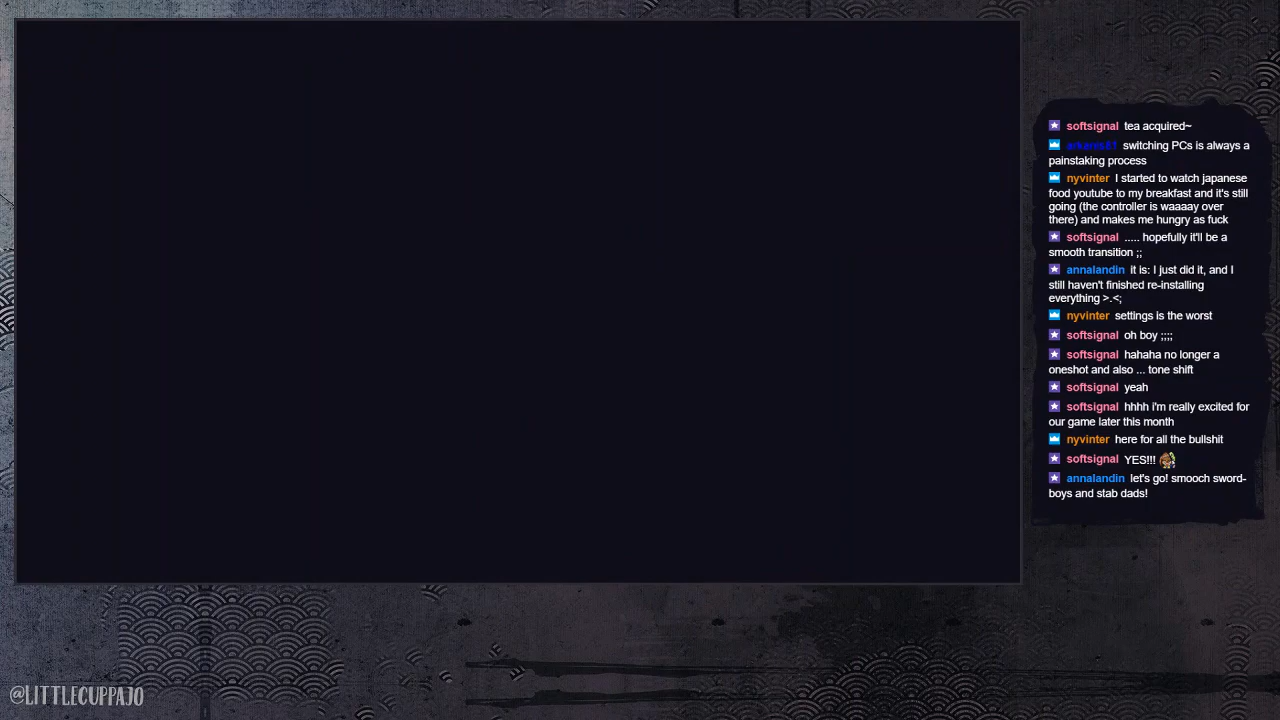 softsignal tea acquired~
arkande81 switching PCs is always a
painstaking process
nyvinter I started to watch japanese
food youtube to my breakfast and it's still
going (the controller is waaaay over
there) and makes me hungry as fuck
softsignal ..... hopefully it'll be a
smooth transition ;;
annalandin it is: I just did it, and I
still haven't finished re-installing
everything >.<;
nyvinter settings is the worst
softsignal oh boy ;;;;
softsignal hahaha no longer a
oneshot and also ... tone shift
softsignal yeah
softsignal hhhh i'm really excited for
our game later this month
nyvinter here for all the bullshit
softsignal YES!!!
annalandin let's go! smooch sword-
boys and stab dads!
@LITTLECUPPAJO